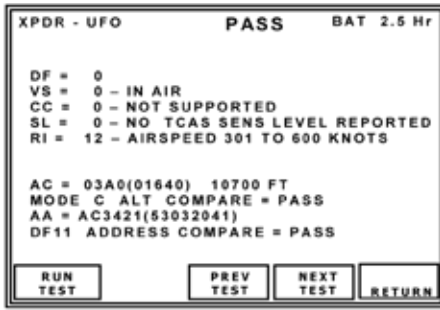 XPDR - UFO PASS BAT 2.5 Hr
DF = 0
VS = 0 - IN AIR
CC = 0 - NOT SUPPORTED
SL = 0 - NO TCAS SENS LEVEL REPORTED
RI = 12 - AIRSPEED 301 TO 600 KNOTS
AC = 03A0(01640) 10700 FT
MODE C ALT COMPARE = PASS
AA = AC3421(53032041)
DF11 ADDRESS COMPARE = PASS
RUN TEST PREV TEST NEXT TEST RETURN